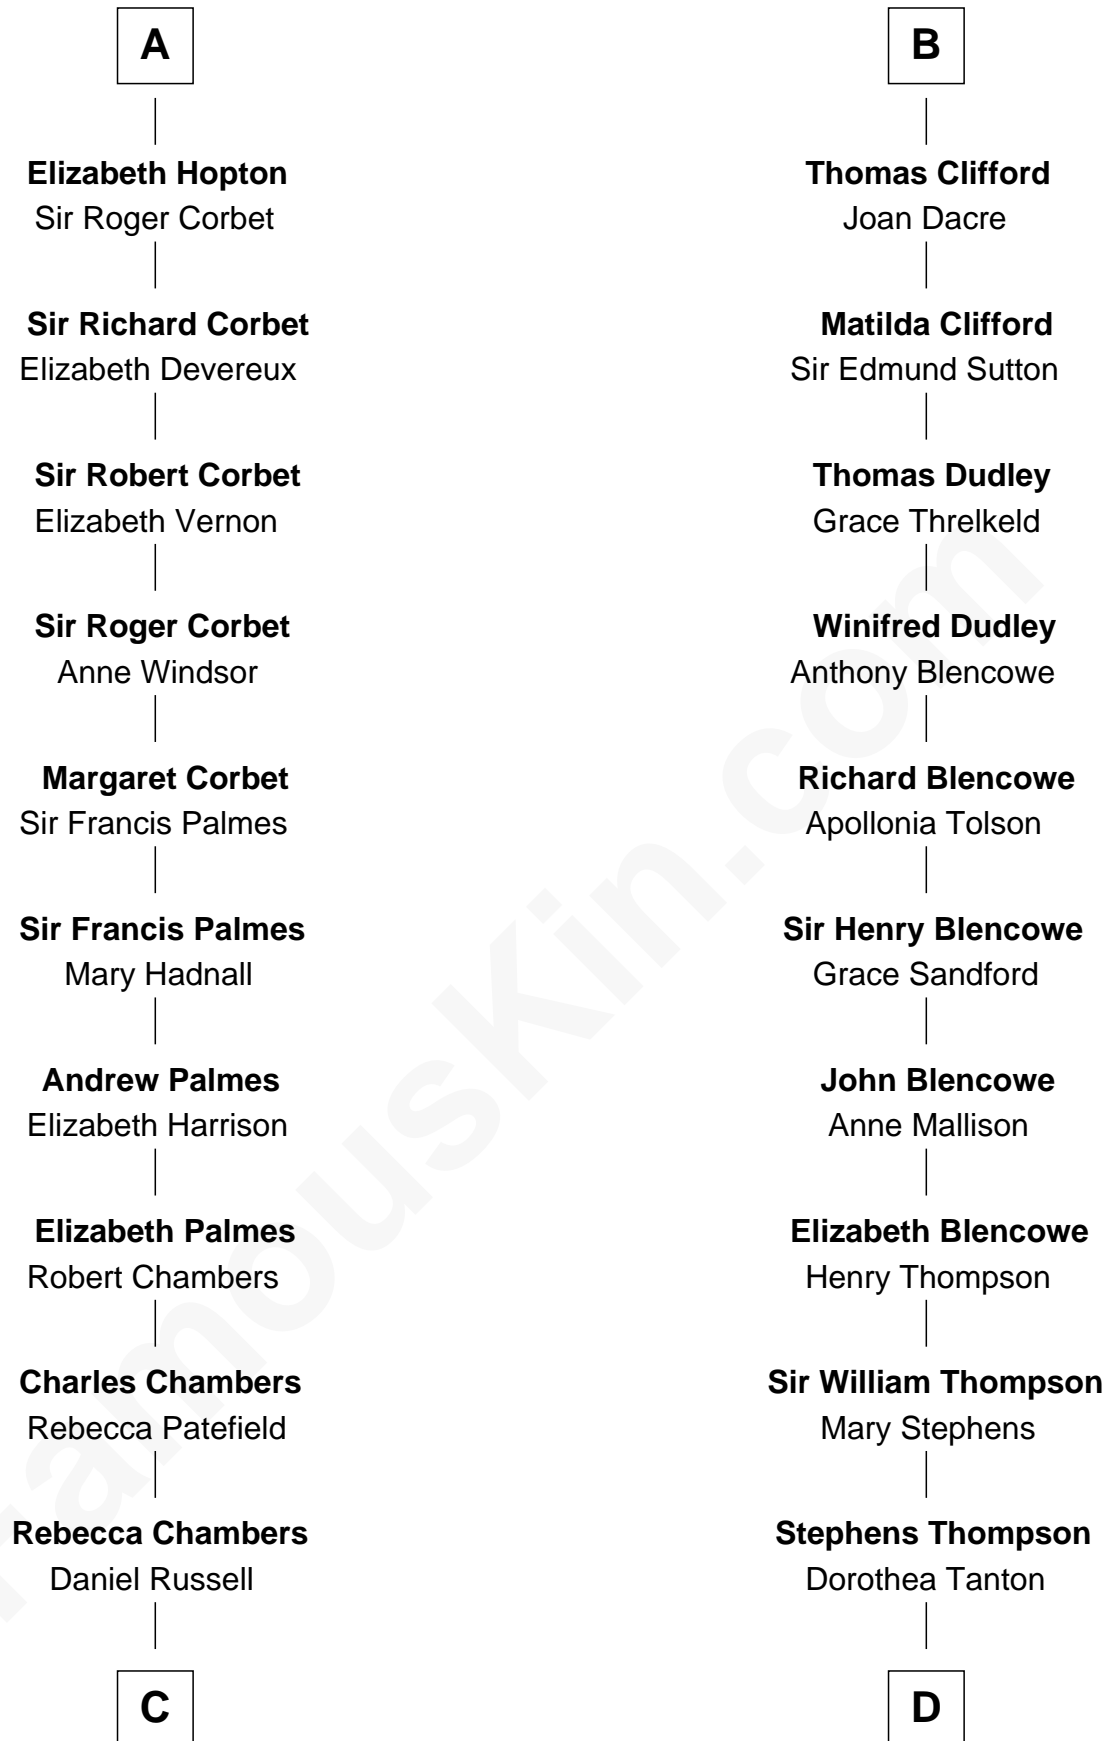 A
Elizabeth Hopton
Sir Roger Corbet
Sir Richard Corbet
Elizabeth Devereux
Sir Robert Corbet
Elizabeth Vernon
Sir Roger Corbet
Anne Windsor
Margaret Corbet
Sir Francis Palmes
Sir Francis Palmes
Mary Hadnall
Andrew Palmes
Elizabeth Harrison
Elizabeth Palmes
Robert Chambers
Charles Chambers
Rebecca Patefield
Rebecca Chambers
Daniel Russell
C
B
Thomas Clifford
Joan Dacre
Matilda Clifford
Sir Edmund Sutton
Thomas Dudley
Grace Threlkeld
Winifred Dudley
Anthony Blencowe
Richard Blencowe
Apollonia Tolson
Sir Henry Blencowe
Grace Sandford
John Blencowe
Anne Mallison
Elizabeth Blencowe
Henry Thompson
Sir William Thompson
Mary Stephens
Stephens Thompson
Dorothea Tanton
D
FamousKin.com